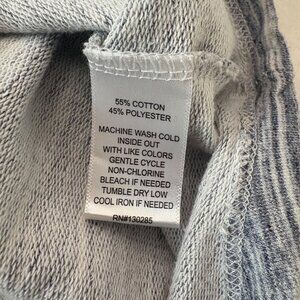 55% COTTON
45% POLYESTER
MACHINE WASH COLD
INSIDE OUT
WITH LIKE COLORS
GENTLE CYCLE
NON-CHLORINE
BLEACH IF NEEDED
TUMBLE DRY LOW
COOL IRON IF NEEDED
RN#130285